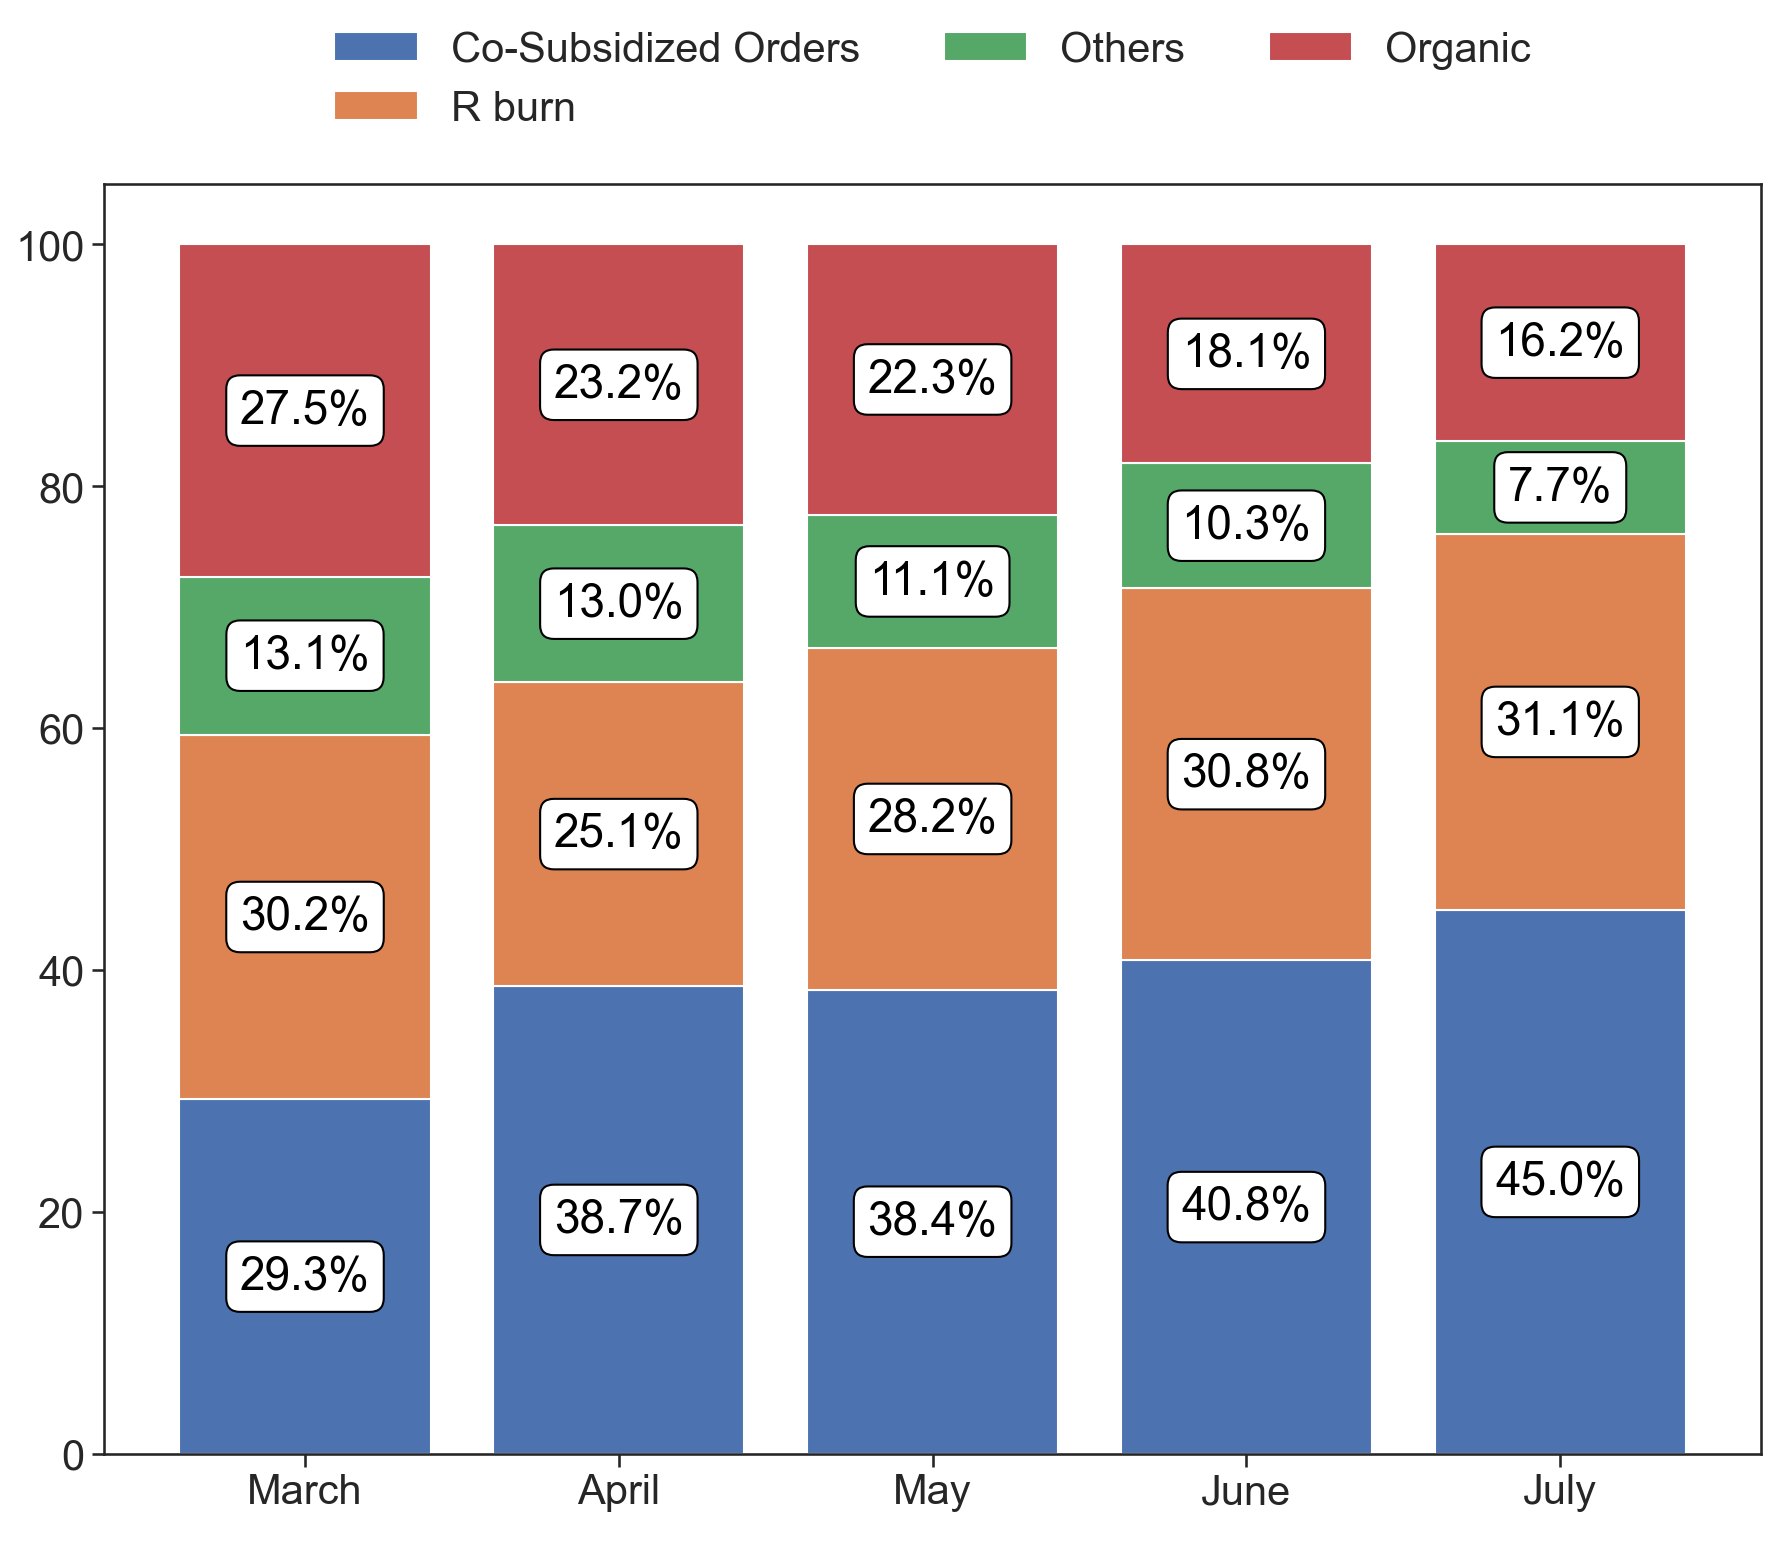 Co-Subsidized Orders Others Organic
R burn
100
80
60
40
20
0
27.5% 23.2% 22.3% 18.1% 16.2%
13.1% 13.0% 11.1% 10.3% 7.7%
30.2% 25.1% 28.2% 30.8% 31.1%
29.3% 38.7% 38.4% 40.8% 45.0%
March April May June July